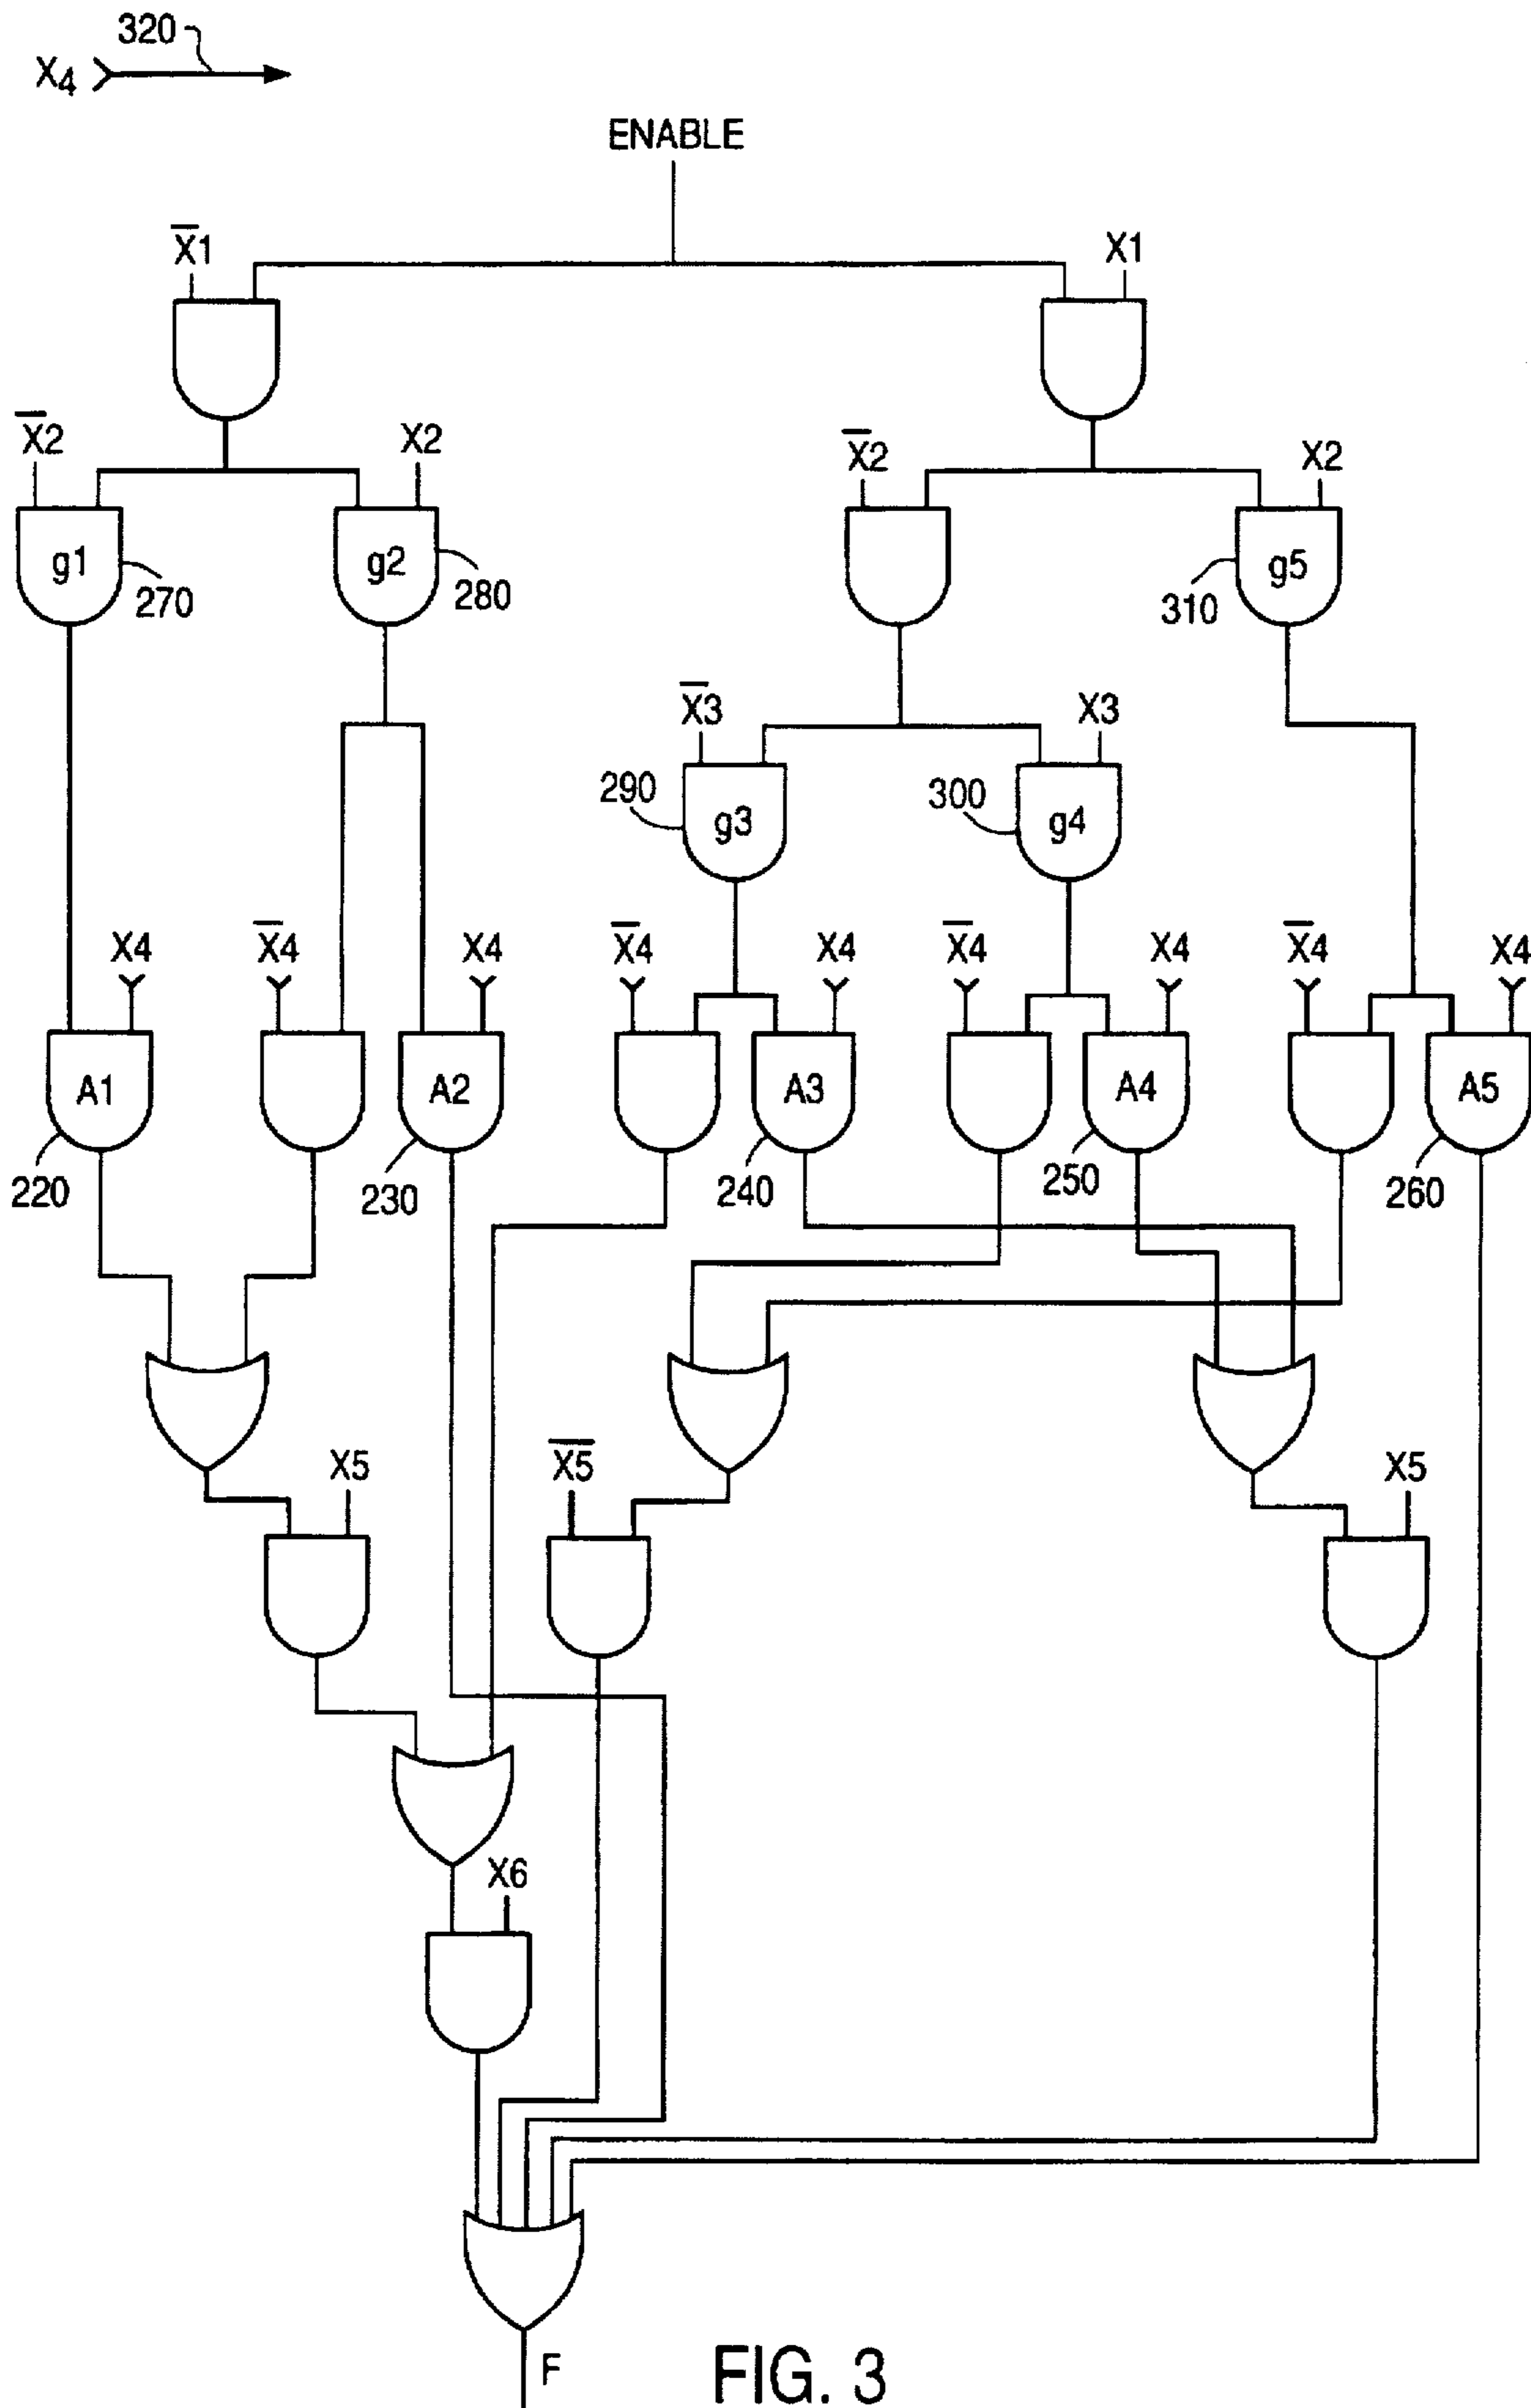 320
X4
ENABLE
X̅1 X1
X̅2 X2 X̅2 X2
g1 g2 g5
270 280 310
X̅3 X3
290 300
g3 g4
X4 X̅4 X4 X̅4 X4 X̅4 X4 X̅4 X4
A1 A2 A3 A4 A5
220 230 240 250 260
X5 X̅5̅ X5
X6
F
FIG. 3